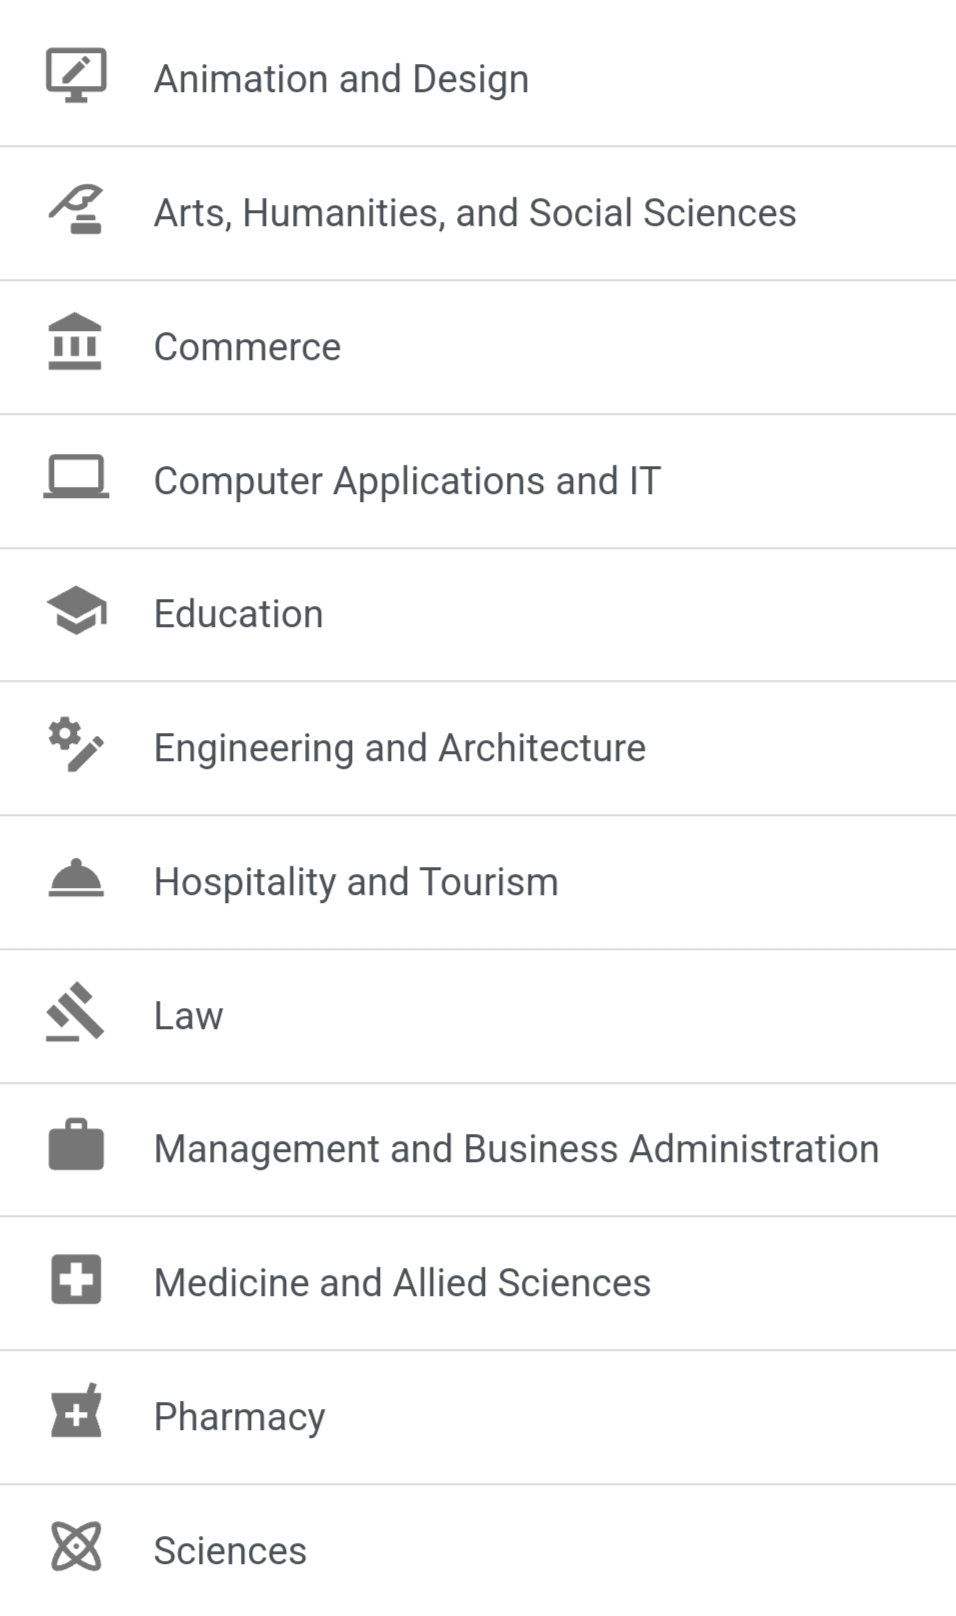 Animation and Design
Arts, Humanities, and Social Sciences
Commerce
Computer Applications and IT
Education
Engineering and Architecture
Hospitality and Tourism
Law
Management and Business Administration
Medicine and Allied Sciences
Pharmacy
Sciences